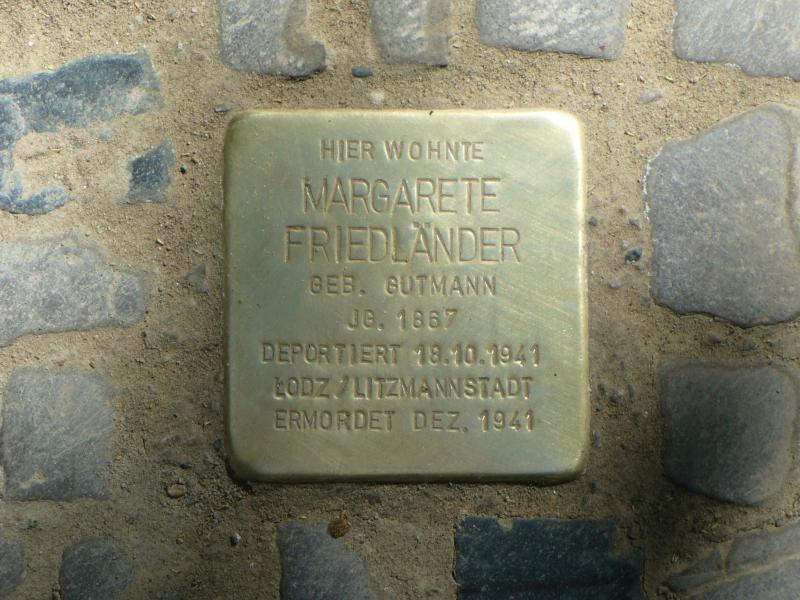 HIER WOHNTE
MARGARETE
FRIEDLÄNDER
GEB. GUTMANN
JG. 1867
DEPORTIERT 18.10.1941
ŁODZ / LITZMANNSTADT
ERMORDET DEZ. 1941